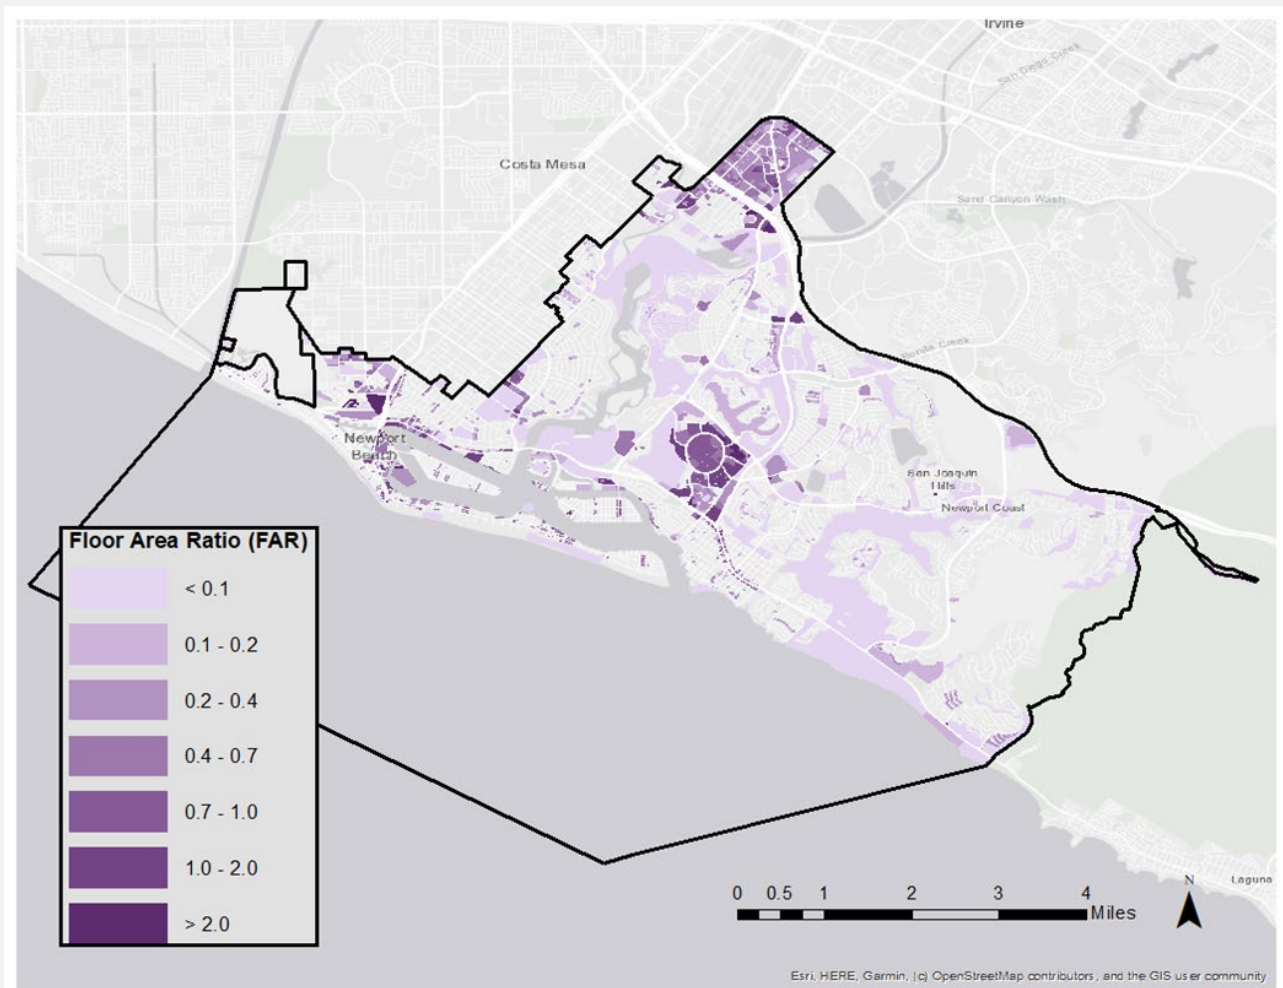 Irvine
San Diego Creek
Costa Mesa
Sand Canyon Wash
Bonita Creek
Newport
Beach
San Joaquin
Hills
Newport Coast
Floor Area Ratio (FAR)
< 0.1
0.1 - 0.2
0.2 - 0.4
0.4 - 0.7
0.7 - 1.0
1.0 - 2.0
> 2.0
Laguna
N
0 0.5 1 2 3 4
Miles
Esri, HERE, Garmin, (c) OpenStreetMap contributors, and the GIS user community